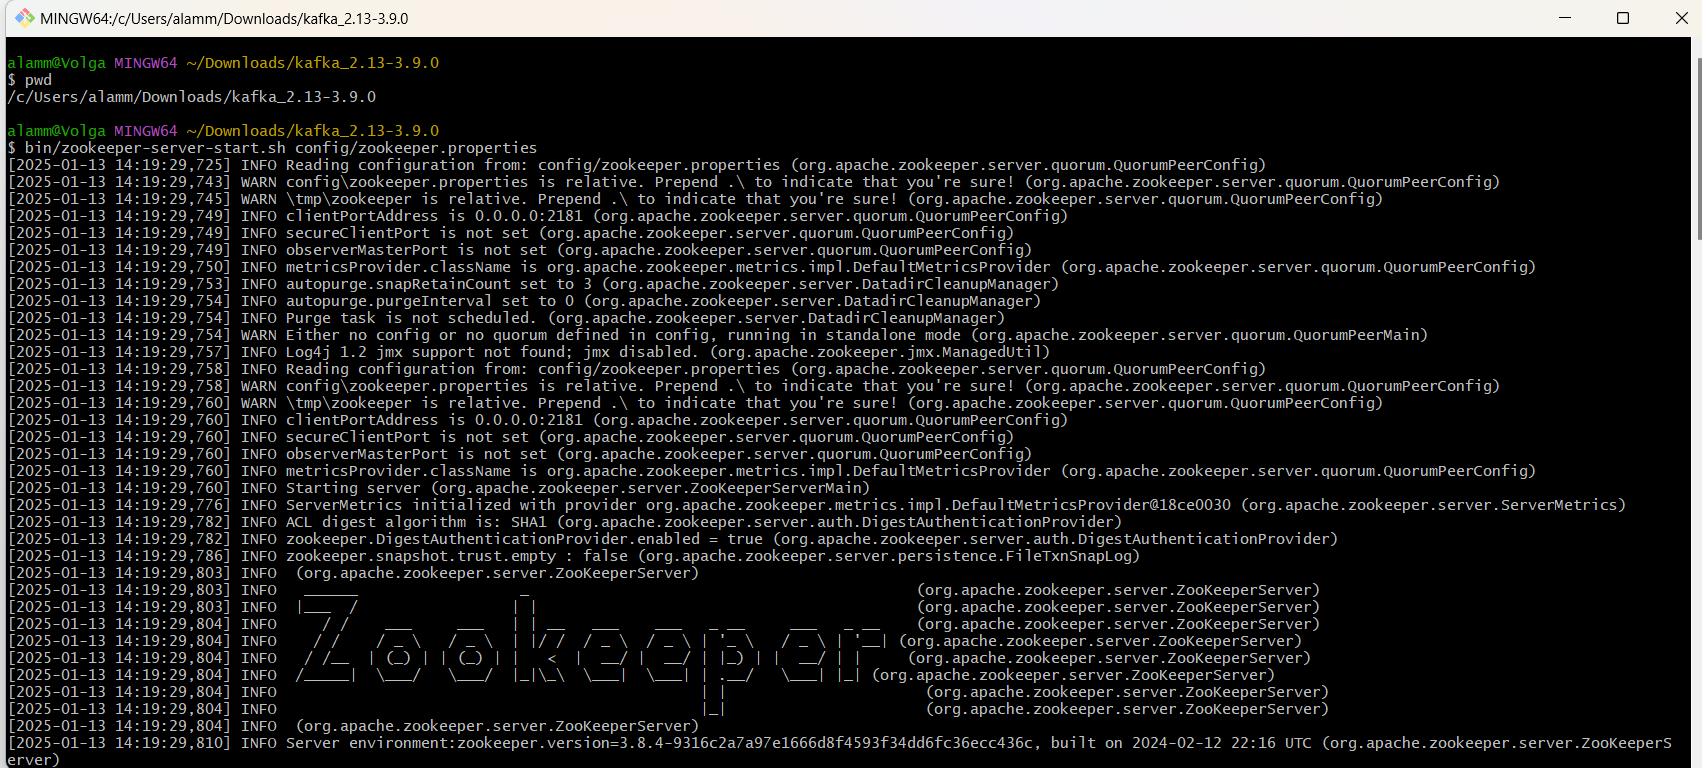 MINGW64:/c/Users/alamm/Downloads/kafka_2.13-3.9.0
alamm@Volga MINGW64 ~/Downloads/kafka_2.13-3.9.0
$ pwd
/c/Users/alamm/Downloads/kafka_2.13-3.9.0
alamm@Volga MINGW64 ~/Downloads/kafka_2.13-3.9.0
$ bin/zookeeper-server-start.sh config/zookeeper.properties
[2025-01-13 14:19:29,725] INFO Reading configuration from: config/zookeeper.properties (org.apache.zookeeper.server.quorum.QuorumPeerConfig)
[2025-01-13 14:19:29,743] WARN config\zookeeper.properties is relative. Prepend .\ to indicate that you're sure! (org.apache.zookeeper.server.quorum.QuorumPeerConfig)
[2025-01-13 14:19:29,745] WARN \tmp\zookeeper is relative. Prepend .\ to indicate that you're sure! (org.apache.zookeeper.server.quorum.QuorumPeerConfig)
[2025-01-13 14:19:29,749] INFO clientPortAddress is 0.0.0.0:2181 (org.apache.zookeeper.server.quorum.QuorumPeerConfig)
[2025-01-13 14:19:29,749] INFO secureClientPort is not set (org.apache.zookeeper.server.quorum.QuorumPeerConfig)
[2025-01-13 14:19:29,749] INFO observerMasterPort is not set (org.apache.zookeeper.server.quorum.QuorumPeerConfig)
[2025-01-13 14:19:29,750] INFO metricsProvider.className is org.apache.zookeeper.metrics.impl.DefaultMetricsProvider (org.apache.zookeeper.server.quorum.QuorumPeerConfig)
[2025-01-13 14:19:29,753] INFO autopurge.snapRetainCount set to 3 (org.apache.zookeeper.server.DatadirCleanupManager)
[2025-01-13 14:19:29,754] INFO autopurge.purgeInterval set to 0 (org.apache.zookeeper.server.DatadirCleanupManager)
[2025-01-13 14:19:29,754] INFO Purge task is not scheduled. (org.apache.zookeeper.server.DatadirCleanupManager)
[2025-01-13 14:19:29,754] WARN Either no config or no quorum defined in config, running in standalone mode (org.apache.zookeeper.server.quorum.QuorumPeerMain)
[2025-01-13 14:19:29,757] INFO Log4j 1.2 jmx support not found; jmx disabled. (org.apache.zookeeper.jmx.ManagedUtil)
[2025-01-13 14:19:29,758] INFO Reading configuration from: config/zookeeper.properties (org.apache.zookeeper.server.quorum.QuorumPeerConfig)
[2025-01-13 14:19:29,758] WARN config\zookeeper.properties is relative. Prepend .\ to indicate that you're sure! (org.apache.zookeeper.server.quorum.QuorumPeerConfig)
[2025-01-13 14:19:29,760] WARN \tmp\zookeeper is relative. Prepend .\ to indicate that you're sure! (org.apache.zookeeper.server.quorum.QuorumPeerConfig)
[2025-01-13 14:19:29,760] INFO clientPortAddress is 0.0.0.0:2181 (org.apache.zookeeper.server.quorum.QuorumPeerConfig)
[2025-01-13 14:19:29,760] INFO secureClientPort is not set (org.apache.zookeeper.server.quorum.QuorumPeerConfig)
[2025-01-13 14:19:29,760] INFO observerMasterPort is not set (org.apache.zookeeper.server.quorum.QuorumPeerConfig)
[2025-01-13 14:19:29,760] INFO metricsProvider.className is org.apache.zookeeper.metrics.impl.DefaultMetricsProvider (org.apache.zookeeper.server.quorum.QuorumPeerConfig)
[2025-01-13 14:19:29,760] INFO Starting server (org.apache.zookeeper.server.ZooKeeperServerMain)
[2025-01-13 14:19:29,776] INFO ServerMetrics initialized with provider org.apache.zookeeper.metrics.impl.DefaultMetricsProvider@18ce0030 (org.apache.zookeeper.server.ServerMetrics)
[2025-01-13 14:19:29,782] INFO ACL digest algorithm is: SHA1 (org.apache.zookeeper.server.auth.DigestAuthenticationProvider)
[2025-01-13 14:19:29,782] INFO zookeeper.DigestAuthenticationProvider.enabled = true (org.apache.zookeeper.server.auth.DigestAuthenticationProvider)
[2025-01-13 14:19:29,786] INFO zookeeper.snapshot.trust.empty : false (org.apache.zookeeper.server.persistence.FileTxnSnapLog)
[2025-01-13 14:19:29,803] INFO  (org.apache.zookeeper.server.ZooKeeperServer)
[2025-01-13 14:19:29,803] INFO   ______                  _                                           (org.apache.zookeeper.server.ZooKeeperServer)
[2025-01-13 14:19:29,803] INFO  |___  /                 | |                                          (org.apache.zookeeper.server.ZooKeeperServer)
[2025-01-13 14:19:29,804] INFO     / /    ___     ___   | | __   ___    ___   _ __     ___   _ __    (org.apache.zookeeper.server.ZooKeeperServer)
[2025-01-13 14:19:29,804] INFO    / /    / _ \   / _ \  | |/ /  / _ \  / _ \ | '_ \   / _ \ | '__| (org.apache.zookeeper.server.ZooKeeperServer)
[2025-01-13 14:19:29,804] INFO   / /__  | (_) | | (_) | |   <  |  __/ |  __/ | |_) | |  __/ | |     (org.apache.zookeeper.server.ZooKeeperServer)
[2025-01-13 14:19:29,804] INFO  /_____|  \___/   \___/  |_|\_\  \___|  \___| | .__/   \___| |_| (org.apache.zookeeper.server.ZooKeeperServer)
[2025-01-13 14:19:29,804] INFO                                               | |                      (org.apache.zookeeper.server.ZooKeeperServer)
[2025-01-13 14:19:29,804] INFO                                               |_|                      (org.apache.zookeeper.server.ZooKeeperServer)
[2025-01-13 14:19:29,804] INFO  (org.apache.zookeeper.server.ZooKeeperServer)
[2025-01-13 14:19:29,810] INFO Server environment:zookeeper.version=3.8.4-9316c2a7a97e1666d8f4593f34dd6fc36ecc436c, built on 2024-02-12 22:16 UTC (org.apache.zookeeper.server.ZooKeeperS
erver)